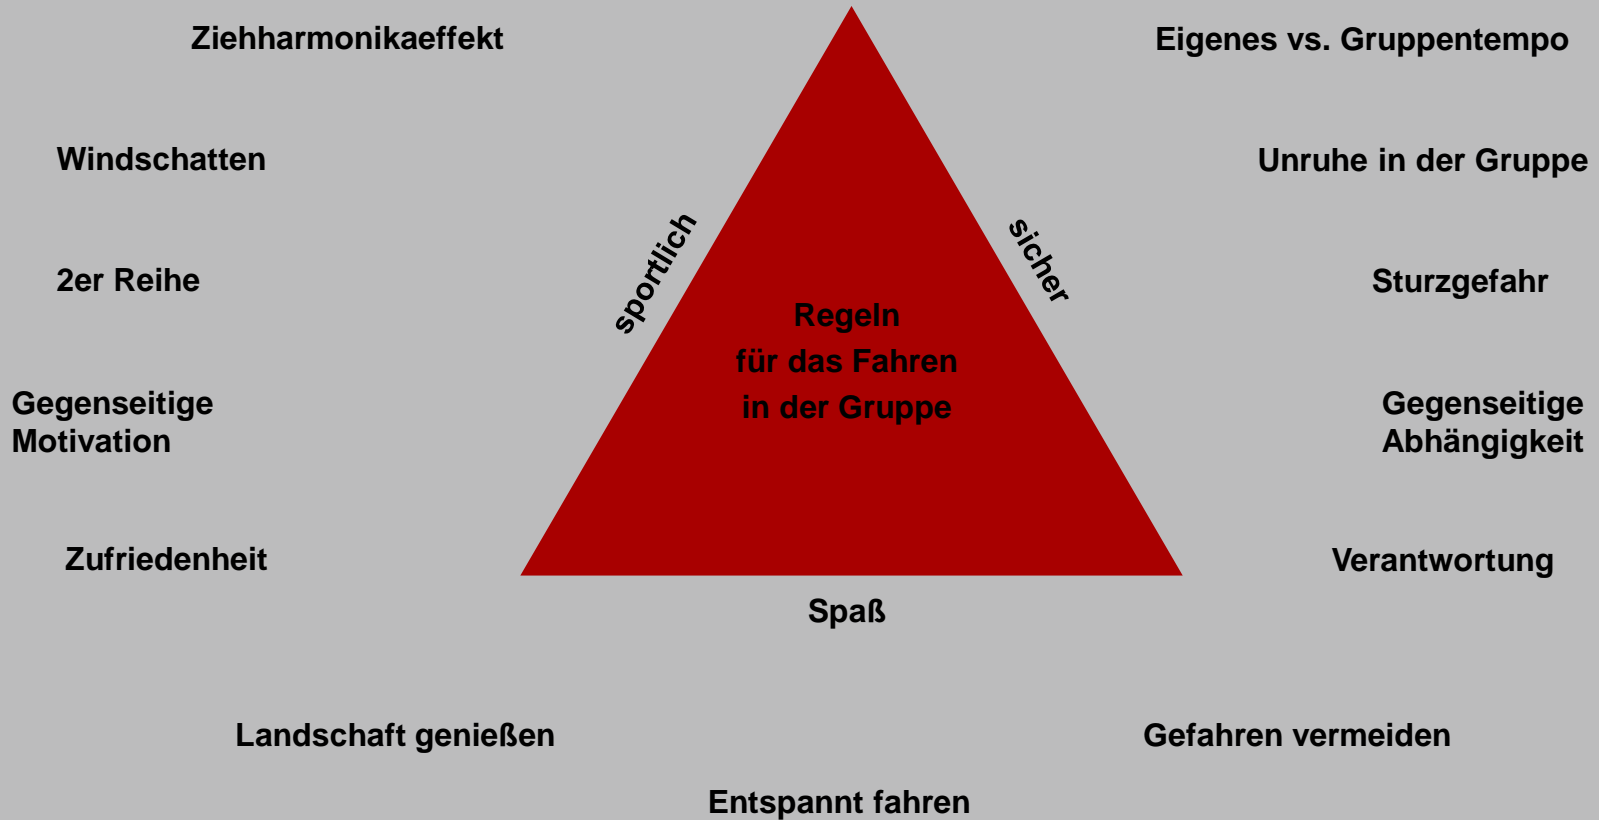 Ziehharmonikaeffekt
Eigenes vs. Gruppentempo
Windschatten
Unruhe in der Gruppe
sportlich
sicher
2er Reihe
Sturzgefahr
Regeln
für das Fahren
in der Gruppe
Gegenseitige
Motivation
Gegenseitige
Abhängigkeit
Zufriedenheit
Verantwortung
Spaß
Landschaft genießen
Gefahren vermeiden
Entspannt fahren